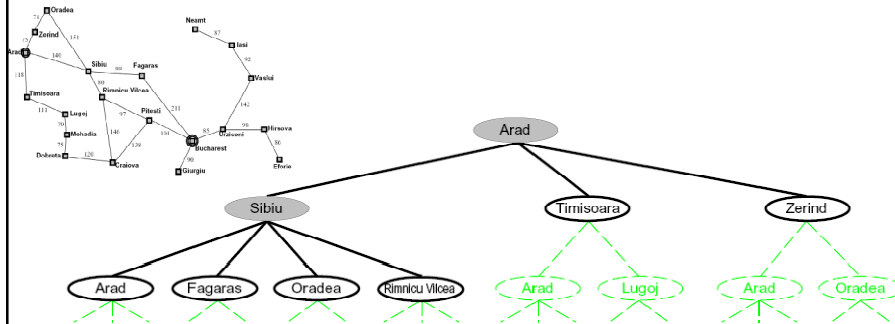 Oradea
71
Neamt
Zerind
87
75
151
Iasi
Arad
140
92
Sibiu
99
Fagaras
118
80
Vaslui
Timisoara
Rimnicu Vilcea
111
Lugoj
97
Pitesti
211
142
70
146
101
85
98
Hirsova
Mehadia
Urziceni
75
138
Bucharest
86
Dobreta
120
90
Craiova
Giurgiu
Eforie
Arad
Sibiu
Timisoara
Zerind
Arad
Fagaras
Oradea
Rimnicu Vilcea
Arad
Lugoj
Arad
Oradea